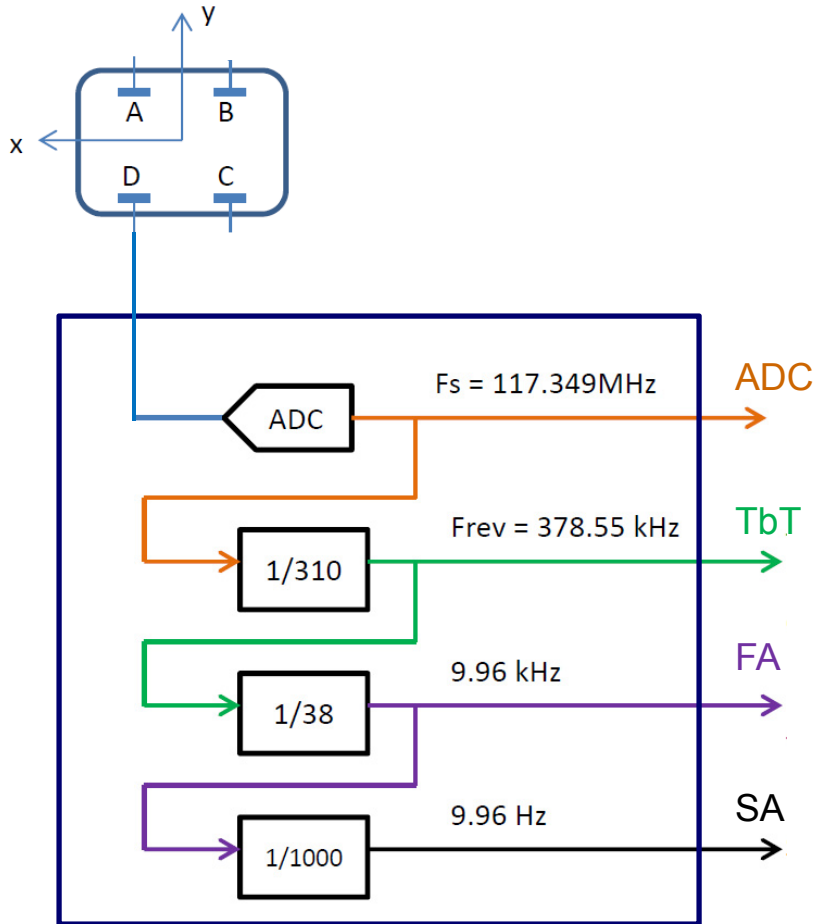 y
A
B
x
D
C
ADC
Fs = 117.349MHz
ADC
TbT
Frev = 378.55 kHz
1/310
FA
9.96 kHz
1/38
SA
9.96 Hz
1/1000